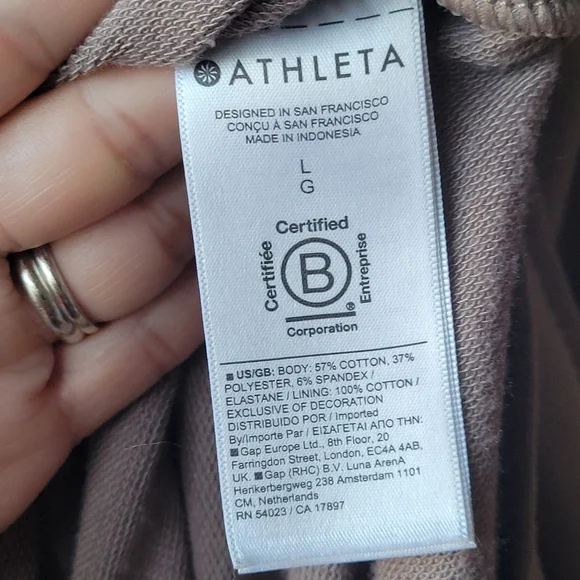 ATHLETA
DESIGNED IN SAN FRANCISCO
CONÇU À SAN FRANCISCO
MADE IN INDONESIA
L
G
Certified
Certifiée
B
Entreprise
®
Corporation
US/GB: BODY: 57% COTTON, 37%
POLYESTER, 6% SPANDEX /
ELASTANE / LINING: 100% COTTON /
EXCLUSIVE OF DECORATION
DISTRIBUIDO POR / Imported
By/Importe Par / ΕΙΣΑΓΕΤΑΙ ΑΠΟ ΤΗΝ:
Gap Europe Ltd., 8th Floor, 20
Farringdon Street, London, EC4A 4AB,
UK. Gap (RHC) B.V. Luna ArenA
Herikerbergweg 238 Amsterdam 1101
CM, Netherlands
RN 54023 / CA 17897